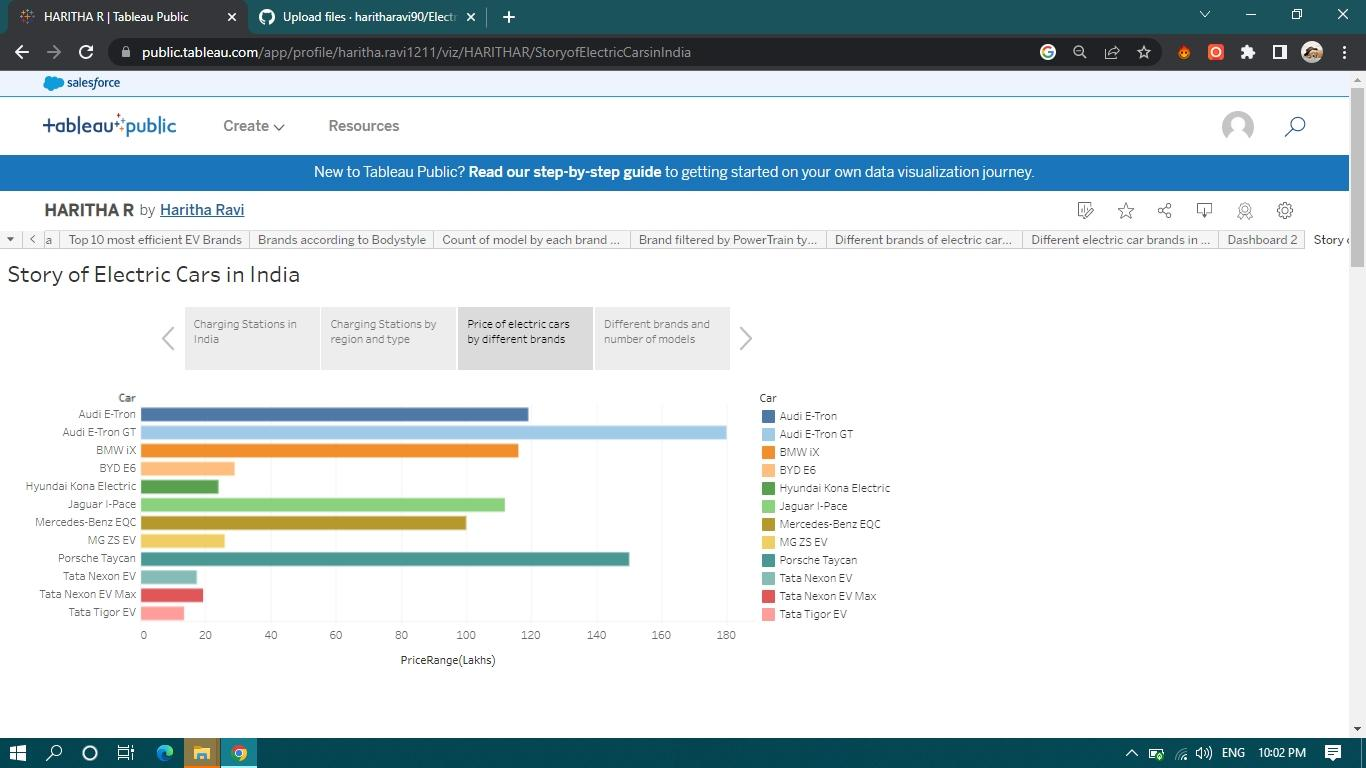 HARITHA R | Tableau Public
Upload files · haritharavi90/Electr
public.tableau.com/app/profile/haritha.ravi1211/viz/HARITHAR/StoryofElectricCarsinIndia
salesforce
tableau public
Create
Resources
New to Tableau Public? Read our step-by-step guide to getting started on your own data visualization journey.
HARITHA R by Haritha Ravi
a
Top 10 most efficient EV Brands
Brands according to Bodystyle
Count of model by each brand ...
Brand filtered by PowerTrain ty...
Different brands of electric car...
Different electric car brands in ...
Dashboard 2
Story
Story of Electric Cars in India
Charging Stations in
India
Charging Stations by
region and type
Price of electric cars
by different brands
Different brands and
number of models
Car
Audi E-Tron
Audi E-Tron GT
BMW iX
BYD E6
Hyundai Kona Electric
Jaguar I-Pace
Mercedes-Benz EQC
MG ZS EV
Porsche Taycan
Tata Nexon EV
Tata Nexon EV Max
Tata Tigor EV
0 20 40 60 80 100 120 140 160 180
PriceRange(Lakhs)
Car
Audi E-Tron
Audi E-Tron GT
BMW iX
BYD E6
Hyundai Kona Electric
Jaguar I-Pace
Mercedes-Benz EQC
MG ZS EV
Porsche Taycan
Tata Nexon EV
Tata Nexon EV Max
Tata Tigor EV
ENG 10:02 PM